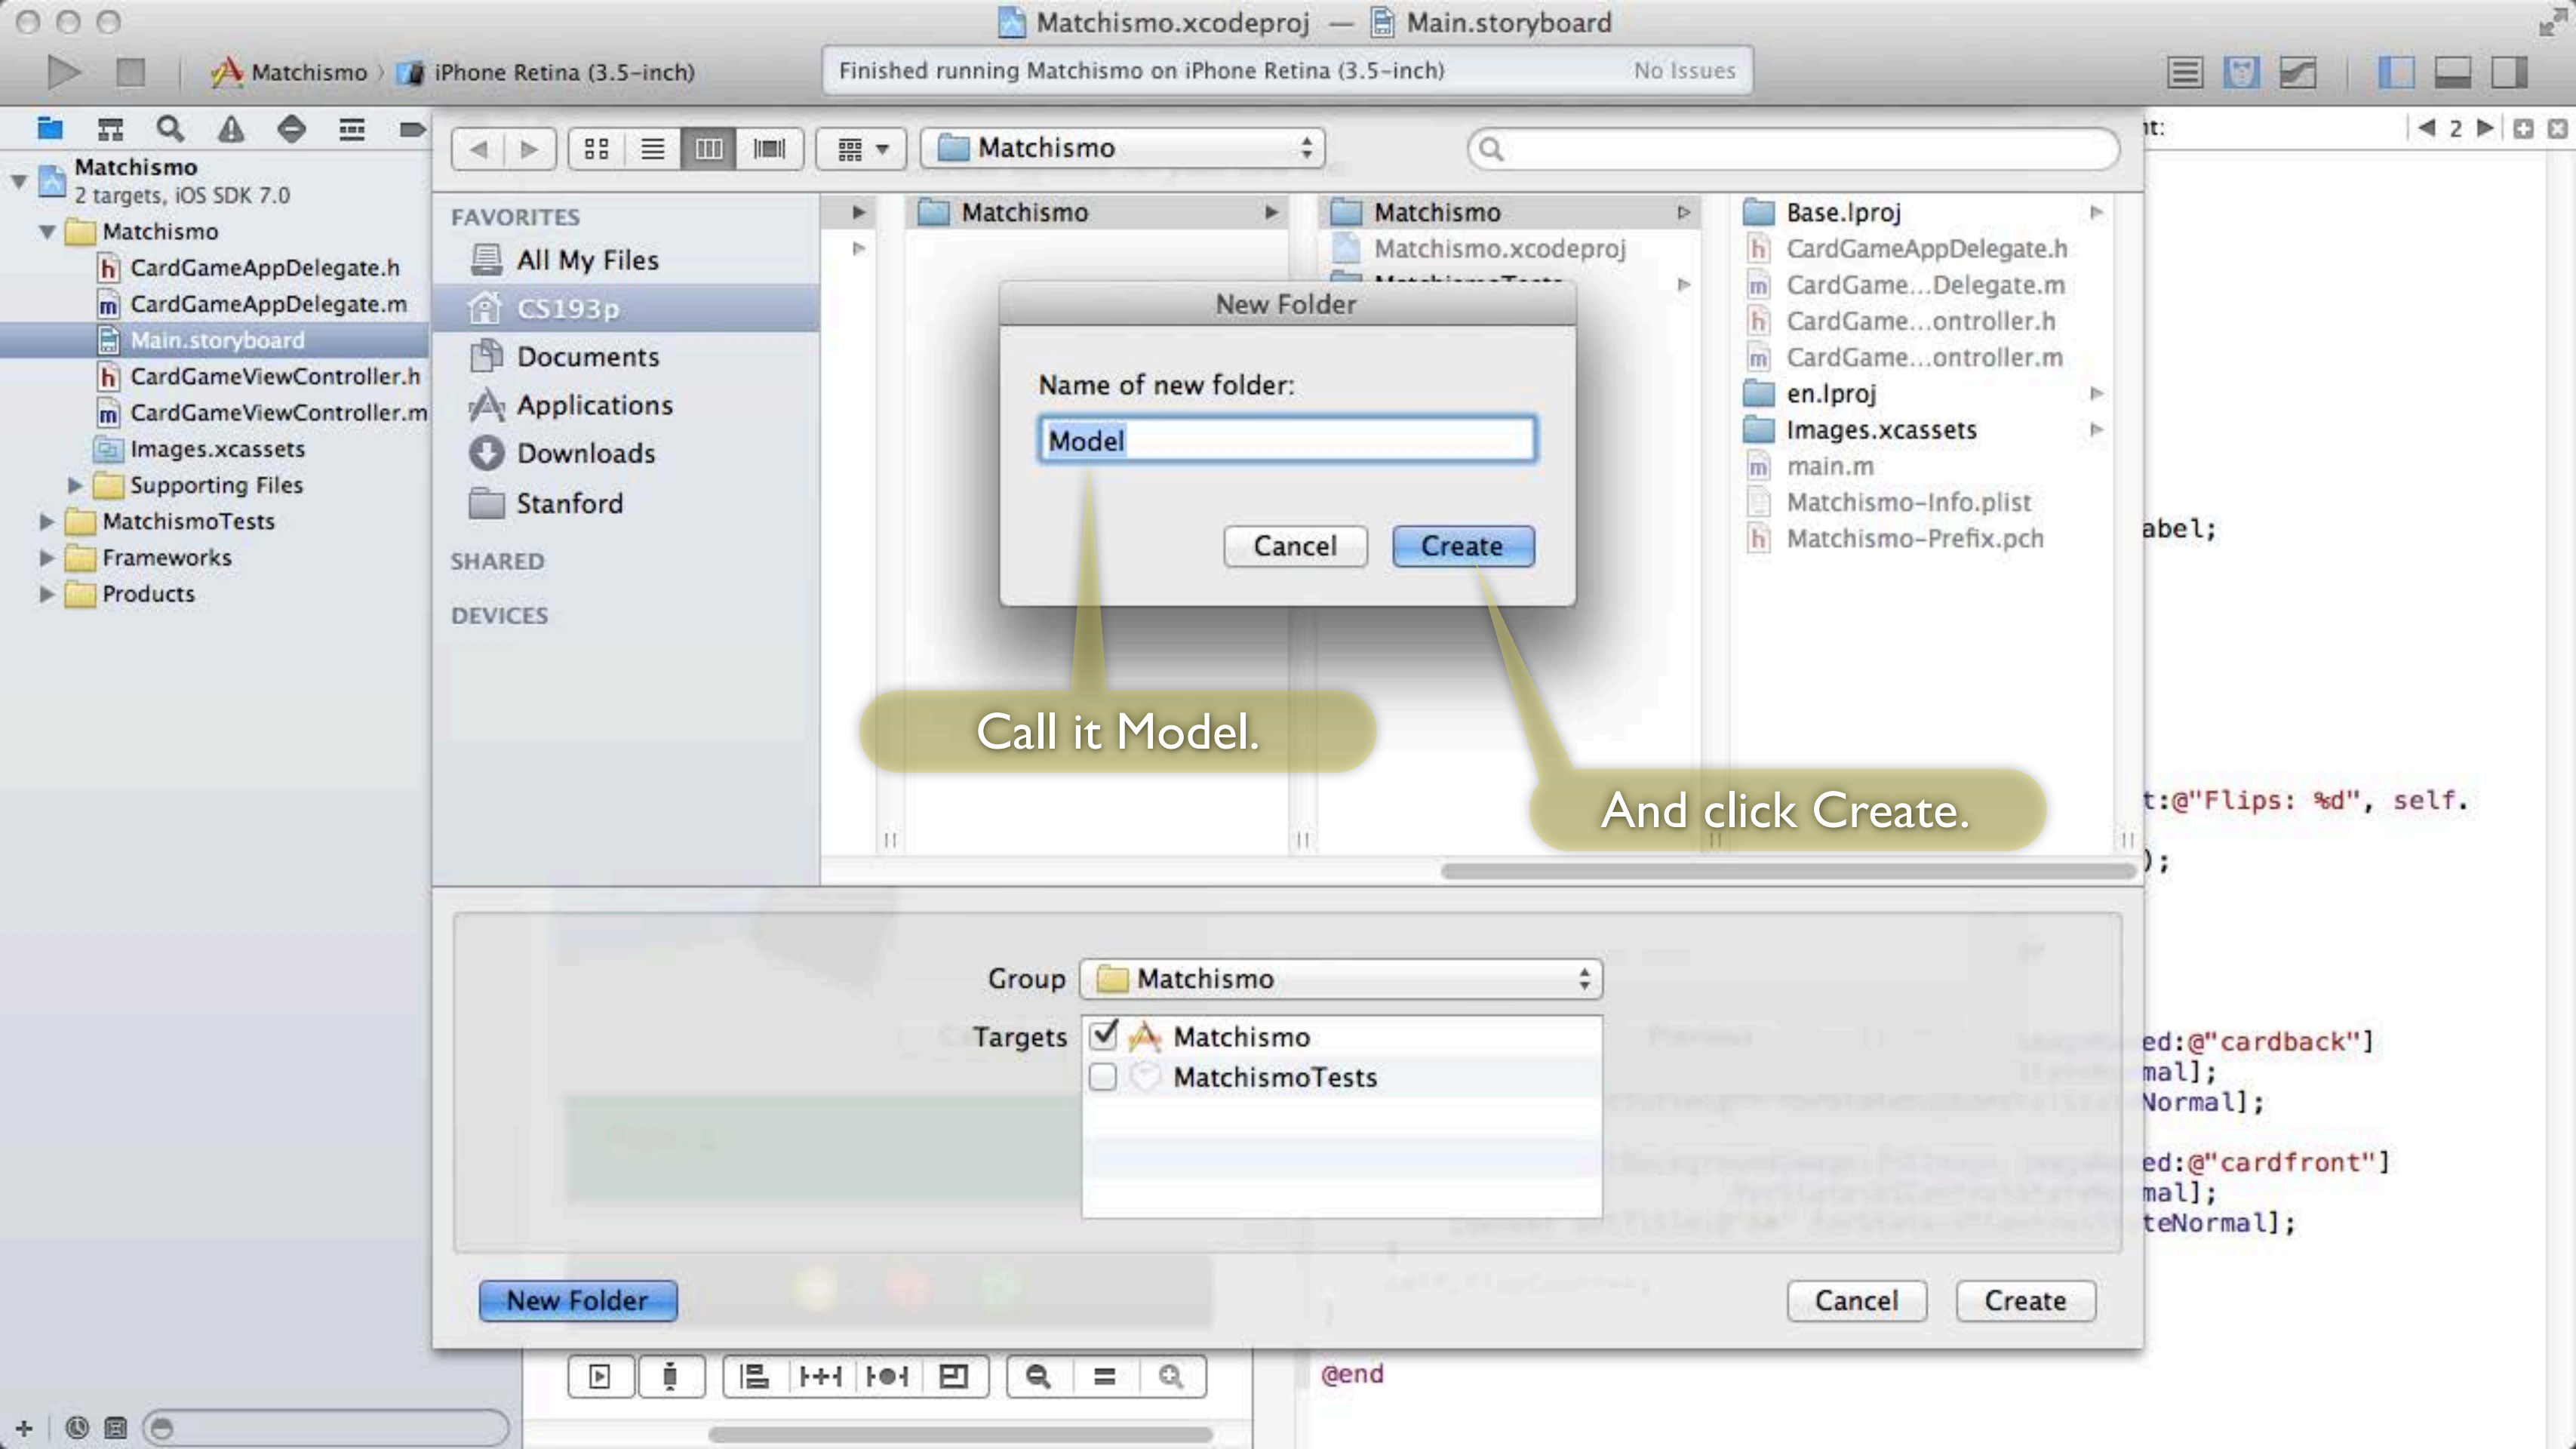 Matchismo.xcodeproj — Main.storyboard
Matchismo iPhone Retina (3.5-inch)
Finished running Matchismo on iPhone Retina (3.5-inch) No Issues
2
Matchismo
2 targets, iOS SDK 7.0
Matchismo
CardGameAppDelegate.h
CardGameAppDelegate.m
Main.storyboard
CardGameViewController.h
CardGameViewController.m
Images.xcassets
Supporting Files
MatchismoTests
Frameworks
Products
Matchismo
FAVORITES
All My Files
CS193p
Documents
Applications
Downloads
Stanford
SHARED
DEVICES
Matchismo
Matchismo
Matchismo.xcodeproj
Base.lproj
CardGameAppDelegate.h
CardGame...Delegate.m
CardGame...ontroller.h
CardGame...ontroller.m
en.lproj
Images.xcassets
main.m
Matchismo-Info.plist
Matchismo-Prefix.pch
New Folder
Name of new folder:
Model
Cancel Create
Call it Model.
And click Create.
abel;
t:@"Flips: %d", self.
);
Group Matchismo
Targets Matchismo
MatchismoTests
ed:@"cardback"]
mal];
Normal];
ed:@"cardfront"]
mal];
teNormal];
New Folder
Cancel Create
@end